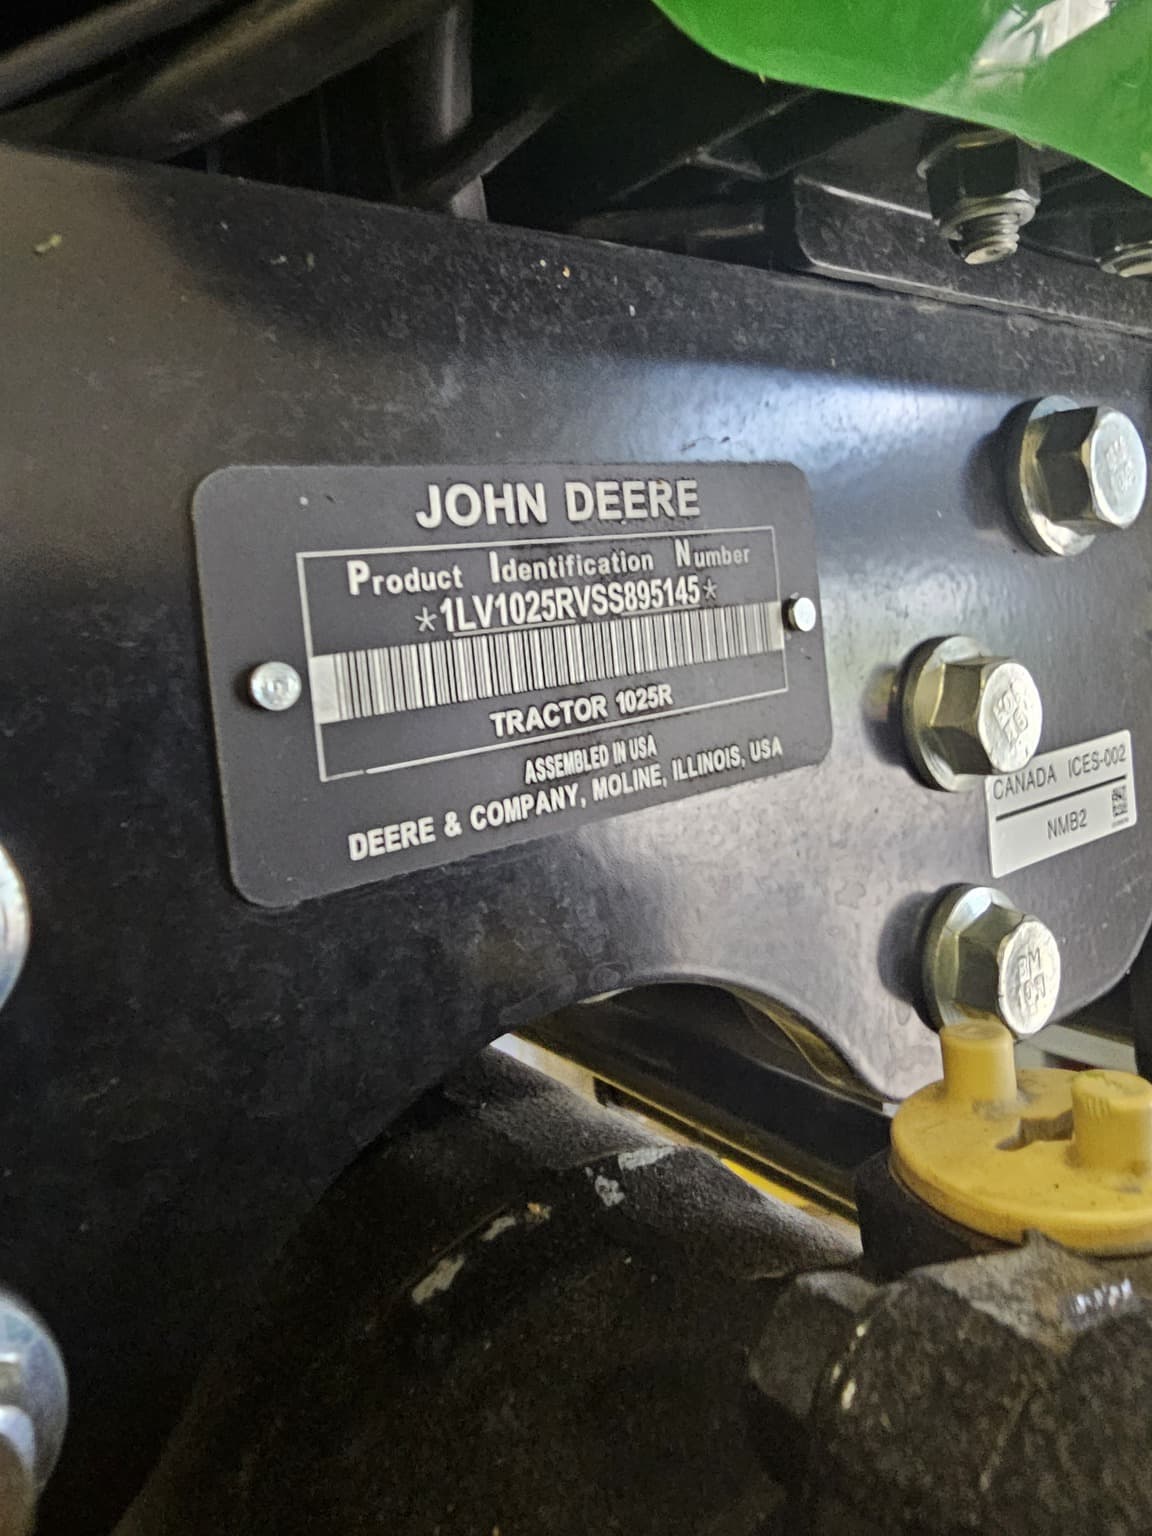 JOHN DEERE
Product Identification Number
*1LV1025RVSS895145*
TRACTOR 1025R
ASSEMBLED IN USA
DEERE & COMPANY, MOLINE, ILLINOIS, USA
CANADA ICES-002
NMB2